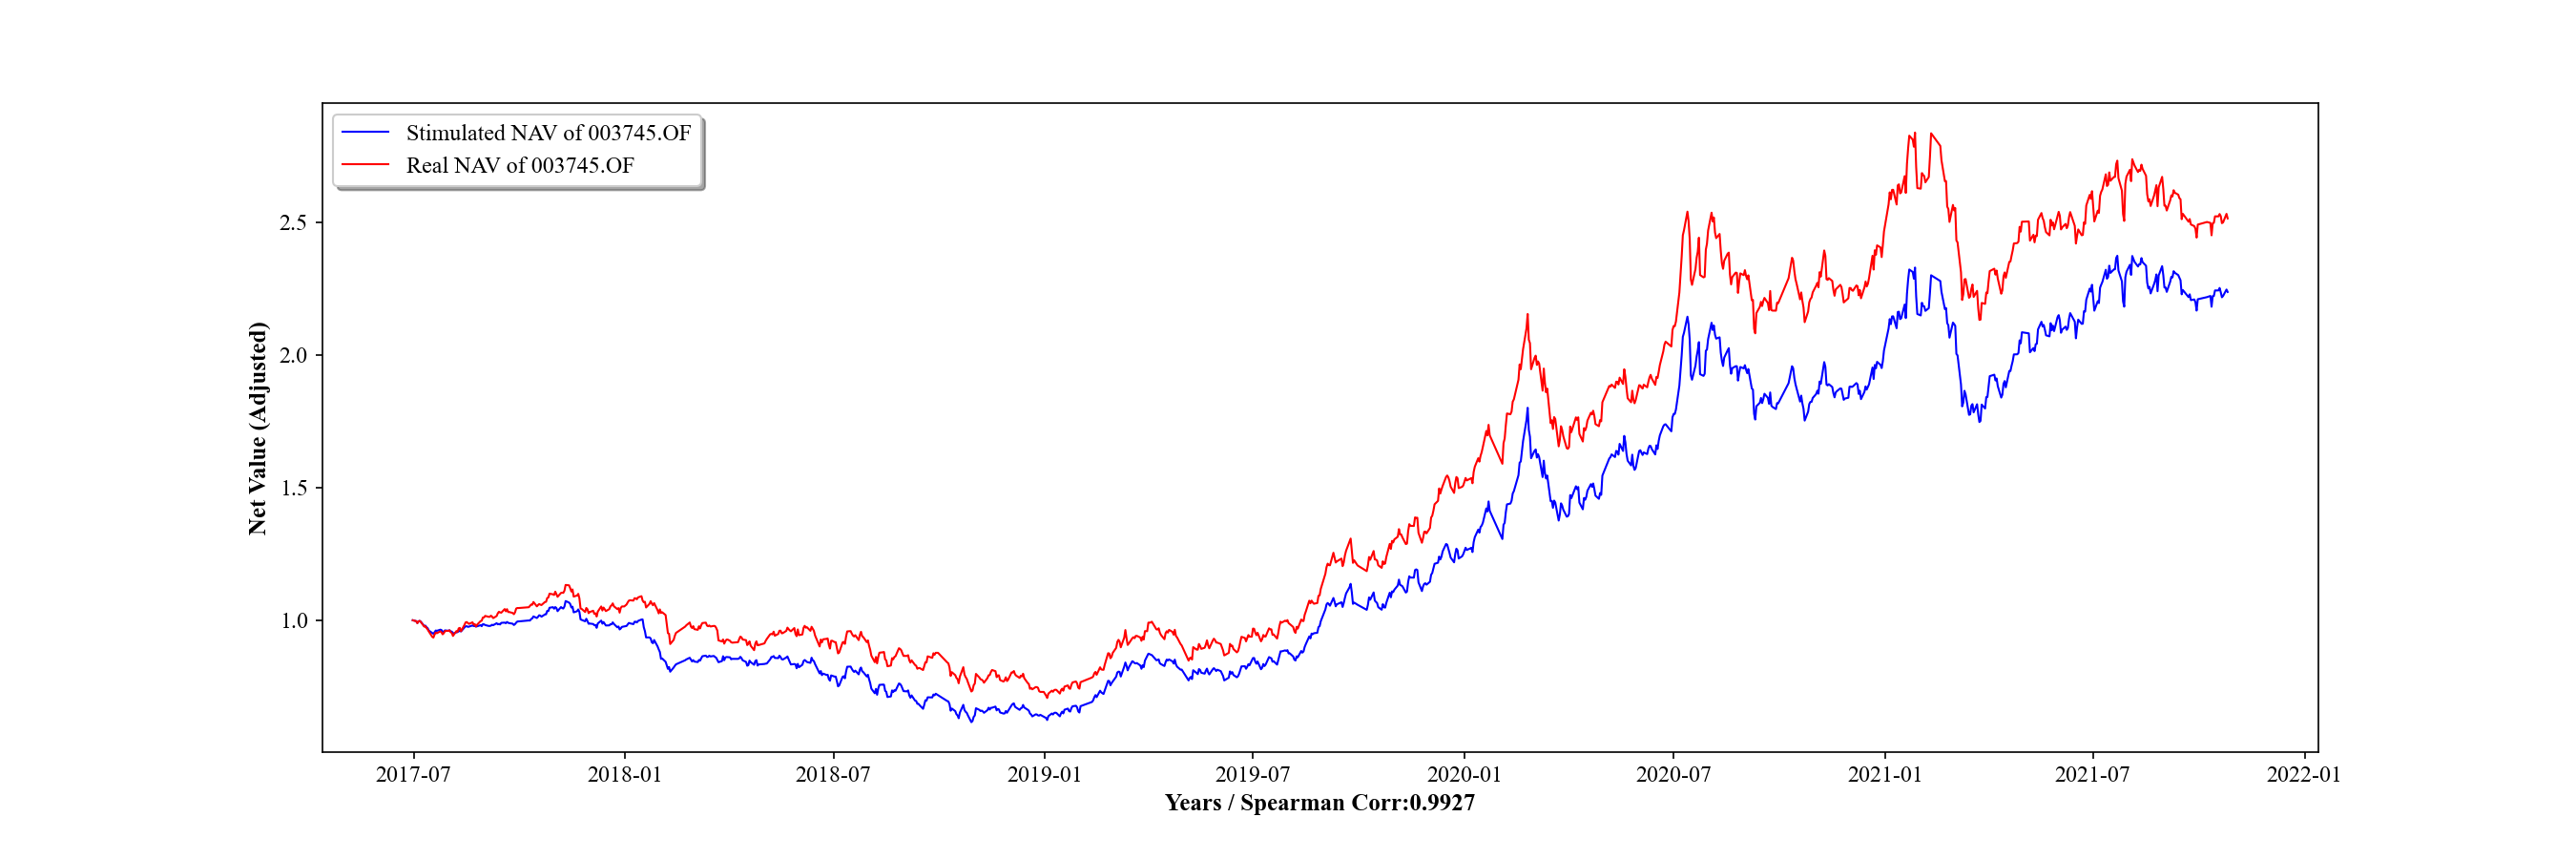 Stimulated NAV of 003745.OF
Real NAV of 003745.OF
Net Value (Adjusted)
2.5
2.0
1.5
1.0
2017-07 2018-01 2018-07 2019-01 2019-07 2020-01 2020-07 2021-01 2021-07 2022-01
Years / Spearman Corr:0.9927